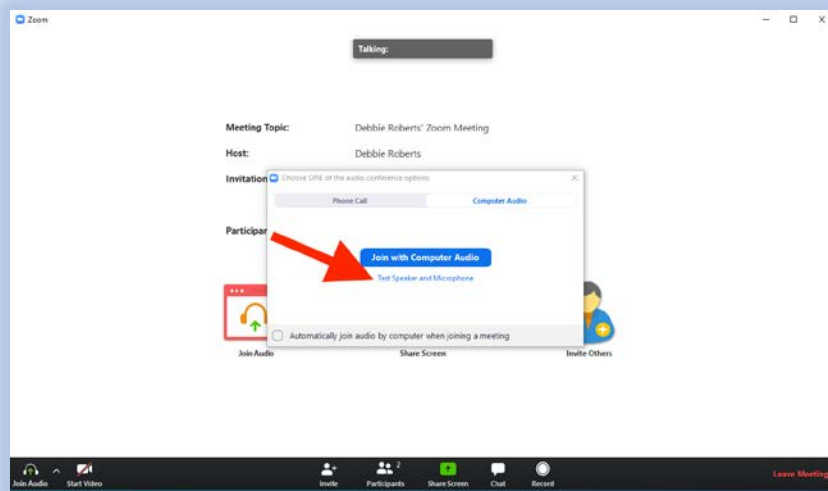 Zoom
Talking:
Meeting Topic: Debbie Roberts' Zoom Meeting
Host: Debbie Roberts
Invitation
Choose ONE of the audio conference options
Phone Call Computer Audio
Participan
Join with Computer Audio
Test Speaker and Microphone
Automatically join audio by computer when joining a meeting
Join Audio Share Screen Invite Others
2
Join Audio Start Video Invite Participants Share Screen Chat Record Leave Meeting